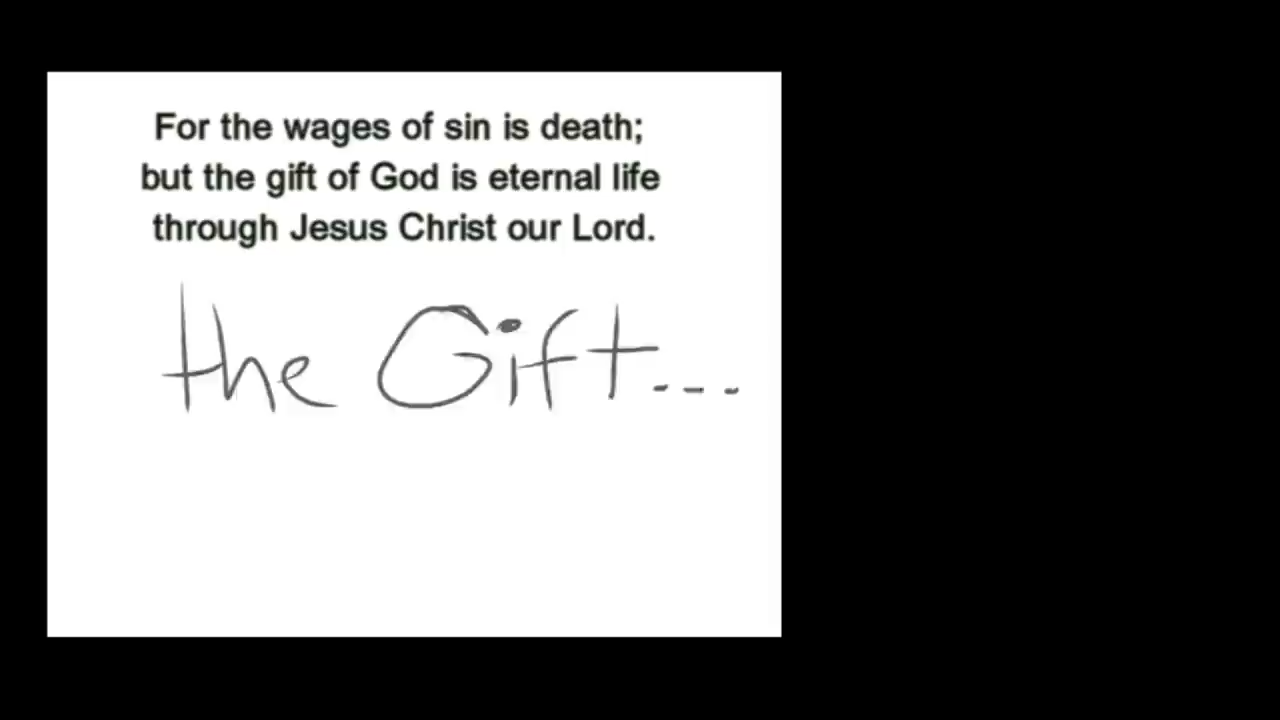 For the wages of sin is death;
but the gift of God is eternal life
through Jesus Christ our Lord.
the Gift...